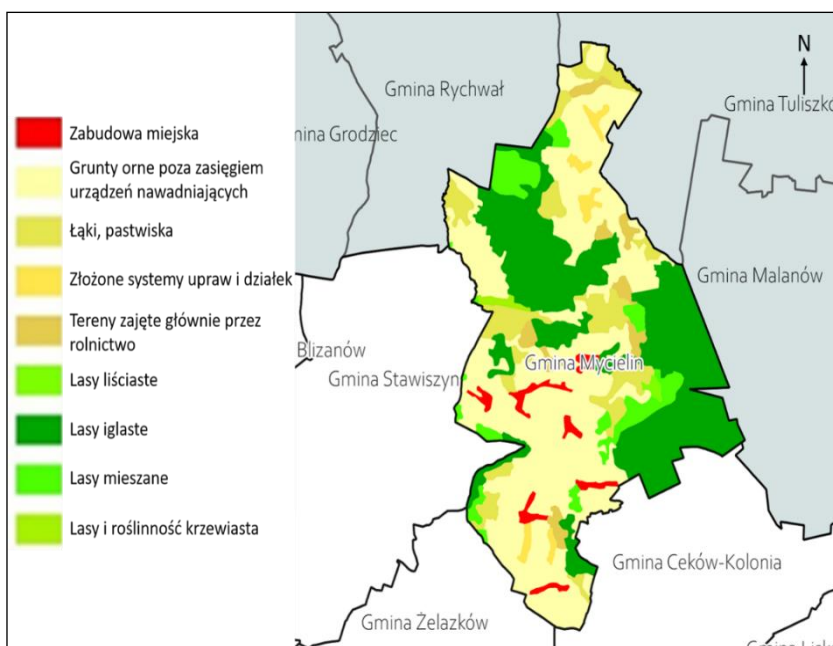 Zabudowa miejska
Grunty orne poza zasięgiem
urządzeń nawadniających
Łąki, pastwiska
Złożone systemy upraw i działek
Tereny zajęte głównie przez
rolnictwo
Lasy liściaste
Lasy iglaste
Lasy mieszane
Lasy i roślinność krzewiasta
N
Gmina Rychwał
Gmina Tuliszkó
mina Grodziec
Gmina Malanów
Blizanów
Gmina Stawiszyn
Gmina Mycielin
Gmina Ceków-Kolonia
Gmina Żelazków